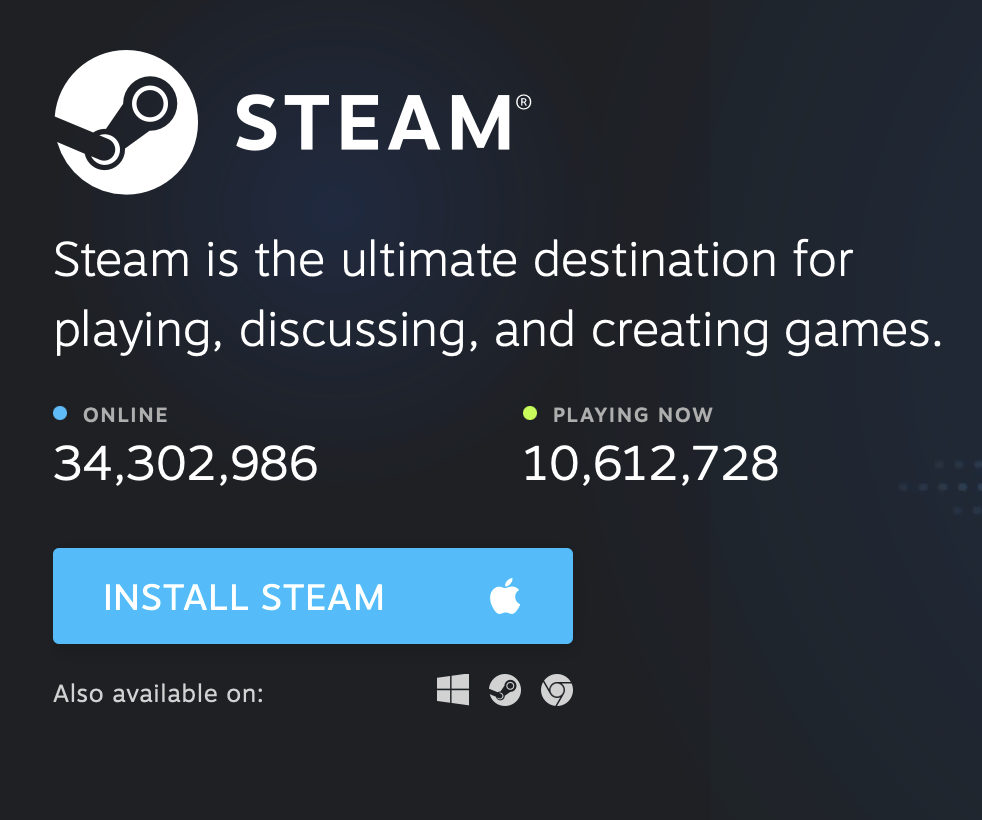 STEAM®
Steam is the ultimate destination for
playing, discussing, and creating games.
ONLINE
34,302,986
PLAYING NOW
10,612,728
INSTALL STEAM
Also available on: